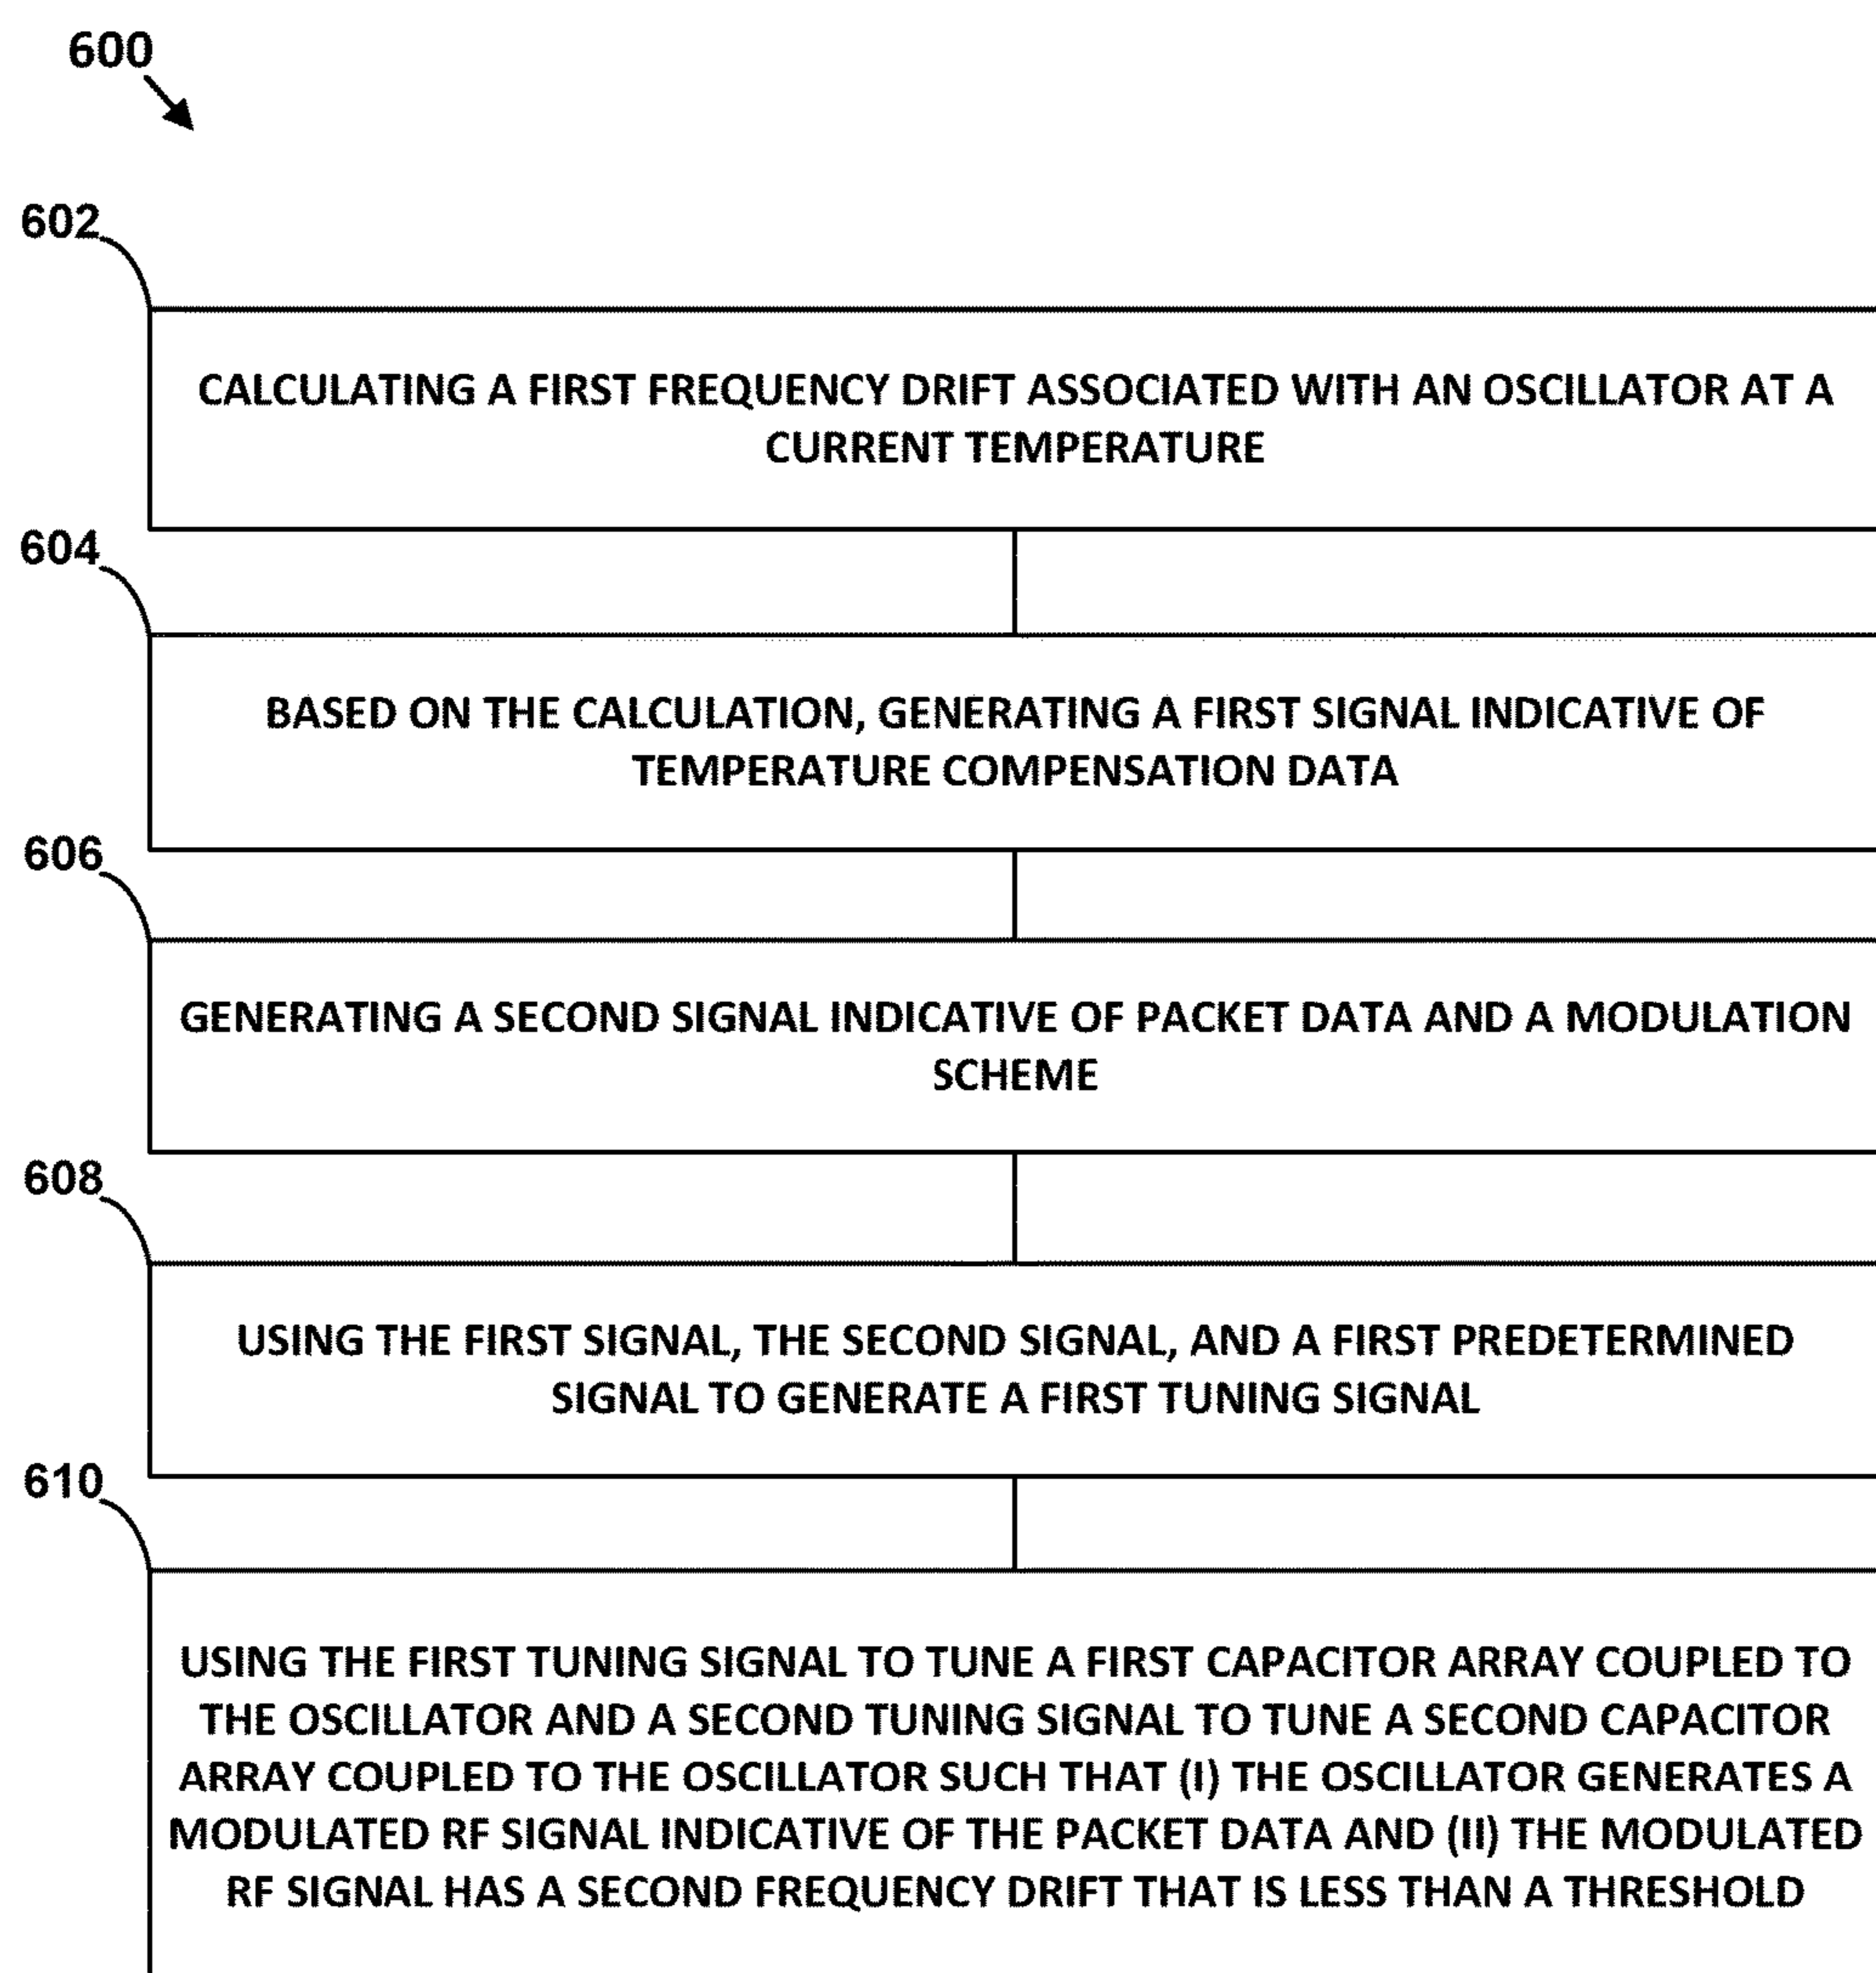 600
602
CALCULATING A FIRST FREQUENCY DRIFT ASSOCIATED WITH AN OSCILLATOR AT A
CURRENT TEMPERATURE
604
BASED ON THE CALCULATION, GENERATING A FIRST SIGNAL INDICATIVE OF
TEMPERATURE COMPENSATION DATA
606
GENERATING A SECOND SIGNAL INDICATIVE OF PACKET DATA AND A MODULATION
SCHEME
608
USING THE FIRST SIGNAL, THE SECOND SIGNAL, AND A FIRST PREDETERMINED
SIGNAL TO GENERATE A FIRST TUNING SIGNAL
610
USING THE FIRST TUNING SIGNAL TO TUNE A FIRST CAPACITOR ARRAY COUPLED TO
THE OSCILLATOR AND A SECOND TUNING SIGNAL TO TUNE A SECOND CAPACITOR
ARRAY COUPLED TO THE OSCILLATOR SUCH THAT (I) THE OSCILLATOR GENERATES A
MODULATED RF SIGNAL INDICATIVE OF THE PACKET DATA AND (II) THE MODULATED
RF SIGNAL HAS A SECOND FREQUENCY DRIFT THAT IS LESS THAN A THRESHOLD